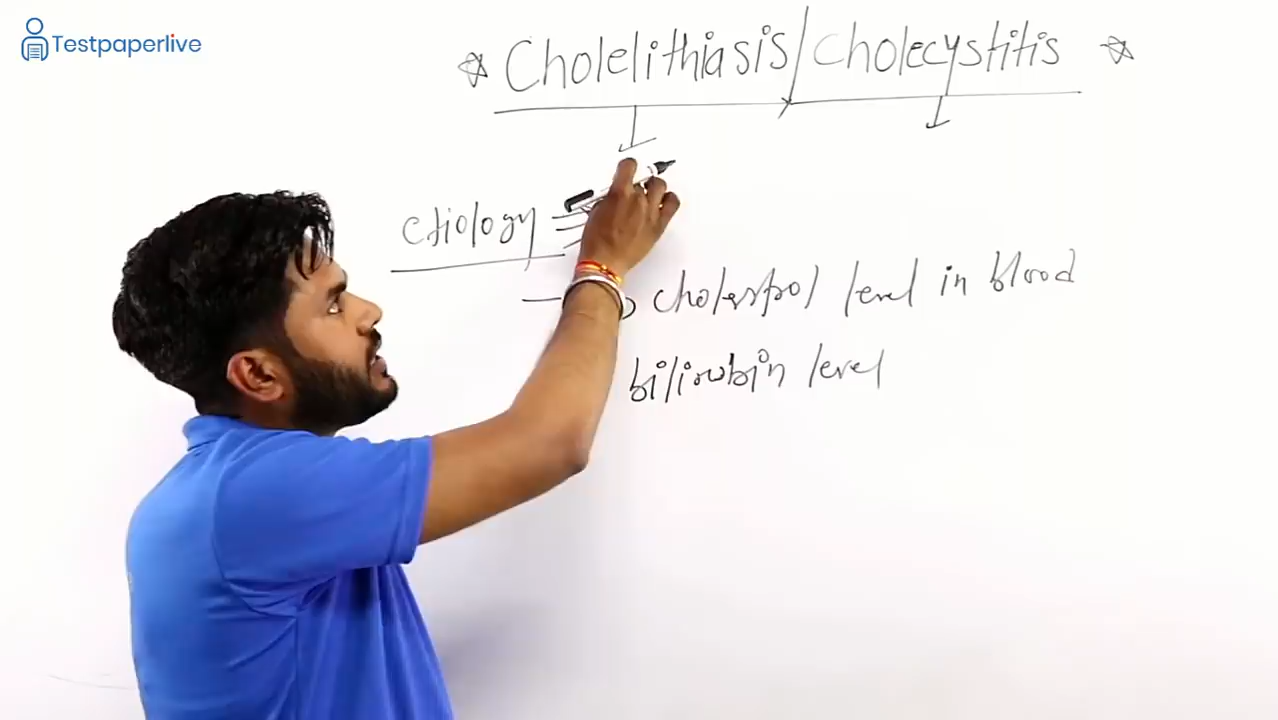 Testpaperlive
Cholelithiasis/Cholecystitis
etiology
cholestrol level in blood
bilirubin level